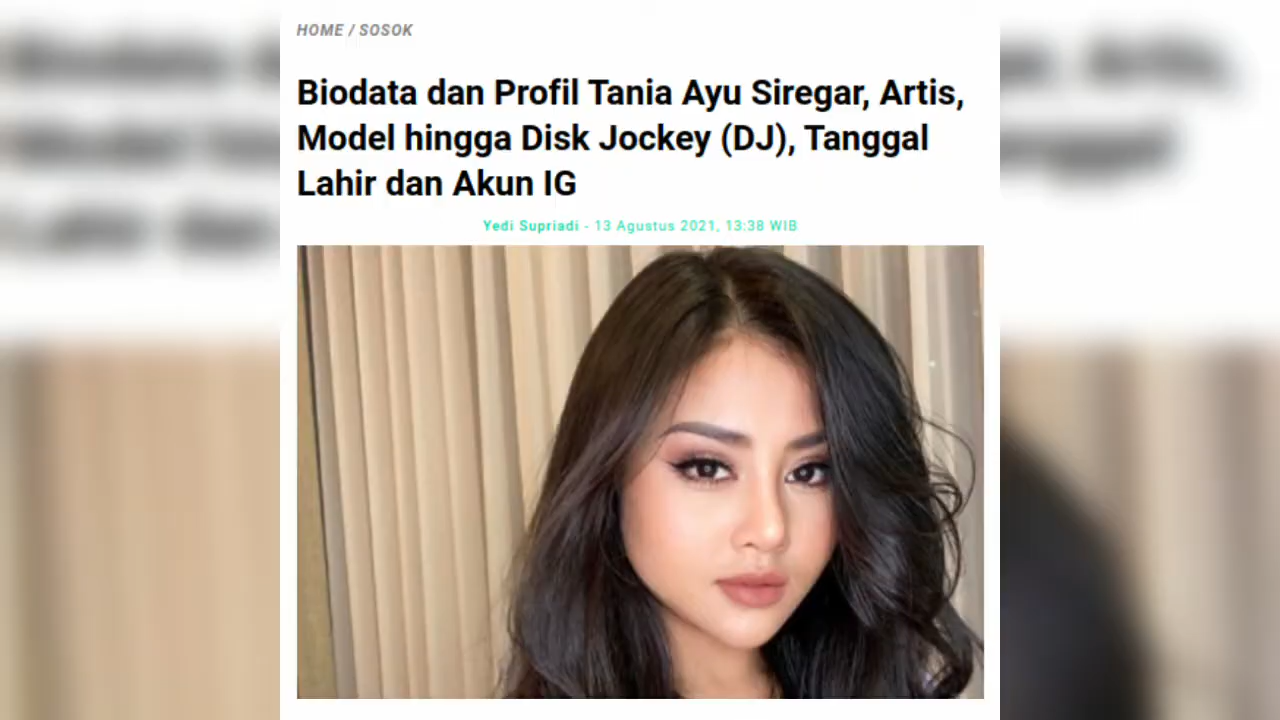 HOME / SOSOK
Biodata dan Profil Tania Ayu Siregar, Artis,
Model hingga Disk Jockey (DJ), Tanggal
Lahir dan Akun IG
Yedi Supriadi - 13 Agustus 2021, 13:38 WIB